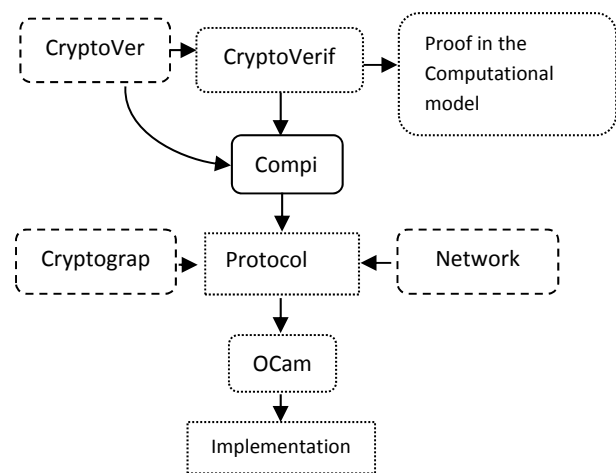 CryptoVer
CryptoVerif
Proof in the
Computational
model
Compi
Cryptograp
Protocol
Network
OCam
Implementation